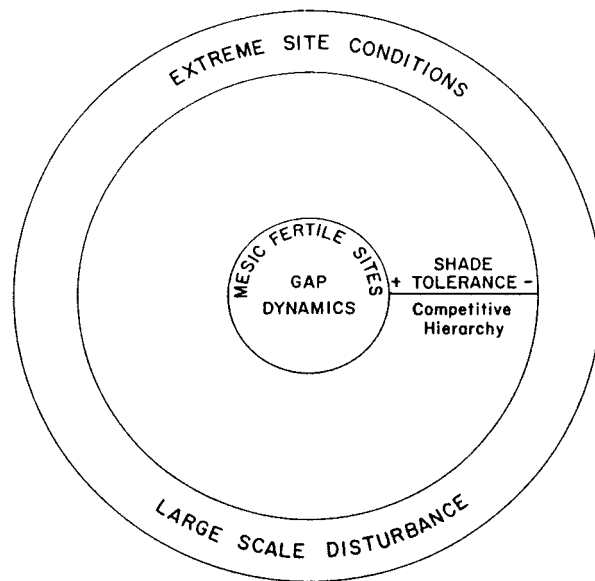 EXTREME SITE CONDITIONS
MESIC FERTILE SITES
GAP
DYNAMICS
SHADE
+ TOLERANCE -
Competitive
Hierarchy
LARGE SCALE DISTURBANCE